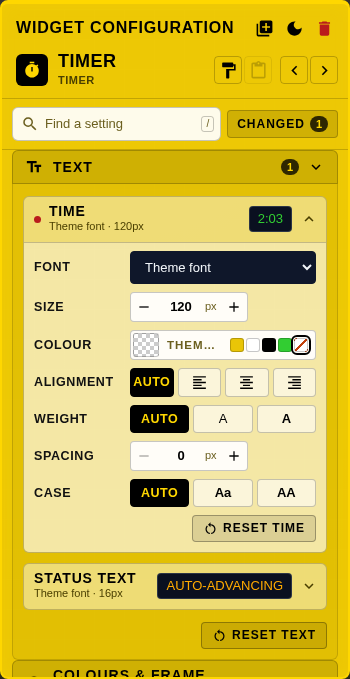 WIDGET CONFIGURATION
TIMER
TIMER
Find a setting /
CHANGED 1
TEXT 1
TIME
Theme font · 120px
2:03
FONT Theme font
SIZE − 120 px +
COLOUR THEM...
ALIGNMENT AUTO
WEIGHT AUTO A A
SPACING − 0 px +
CASE AUTO Aa AA
RESET TIME
STATUS TEXT
Theme font · 16px
AUTO-ADVANCING
RESET TEXT
COLOURS & FRAME